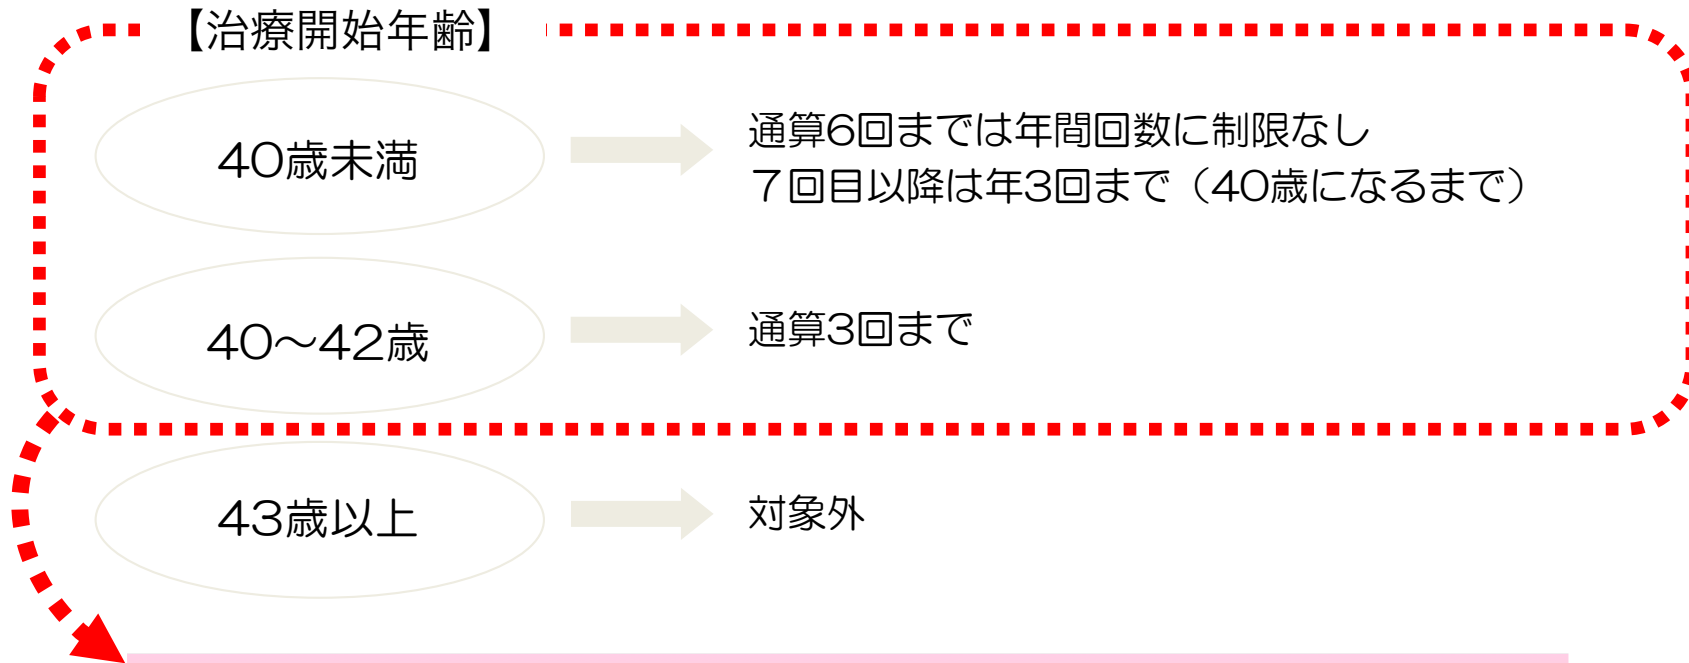 【治療開始年齢】
40歳未満
通算6回までは年間回数に制限なし
７回目以降は年3回まで（40歳になるまで）
40～42歳
通算3回まで
43歳以上
対象外